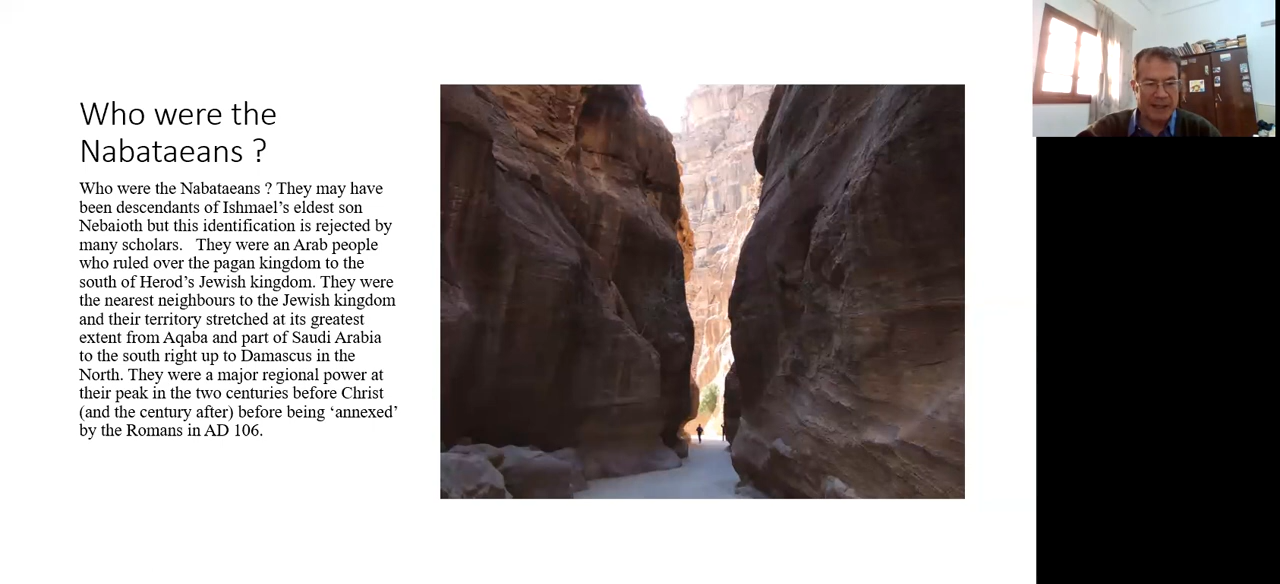 Who were the
Nabataeans ?
Who were the Nabataeans ? They may have
been descendants of Ishmael’s eldest son
Nebaioth but this identification is rejected by
many scholars.   They were an Arab people
who ruled over the pagan kingdom to the
south of Herod’s Jewish kingdom. They were
the nearest neighbours to the Jewish kingdom
and their territory stretched at its greatest
extent from Aqaba and part of Saudi Arabia
to the south right up to Damascus in the
North. They were a major regional power at
their peak in the two centuries before Christ
(and the century after) before being ‘annexed’
by the Romans in AD 106.